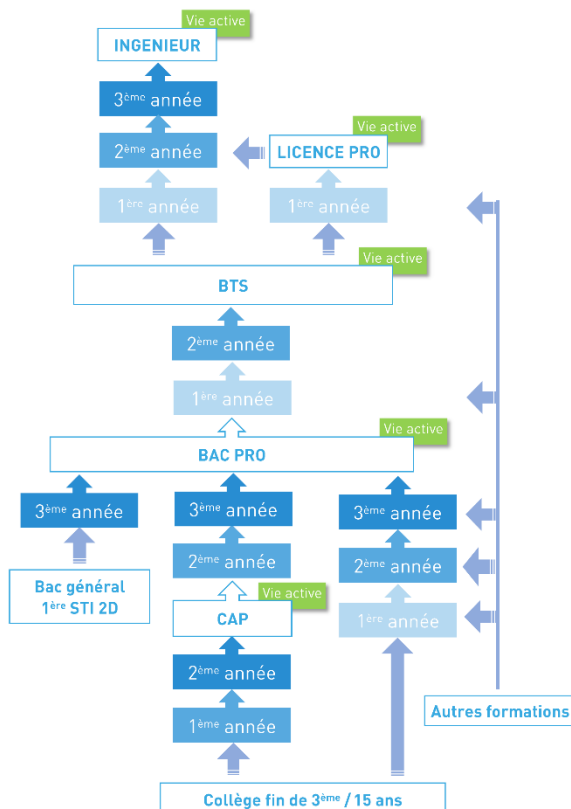 Vie active
INGENIEUR
3ème année
2ème année
Vie active
LICENCE PRO
1ère année
1ère année
Vie active
BTS
2ème année
1ère année
Vie active
BAC PRO
3ème année
3ème année
3ème année
2ème année
2ème année
Bac général
1ère STI 2D
Vie active
CAP
1ère année
2ème année
1ème année
Autres formations
Collège fin de 3ème / 15 ans